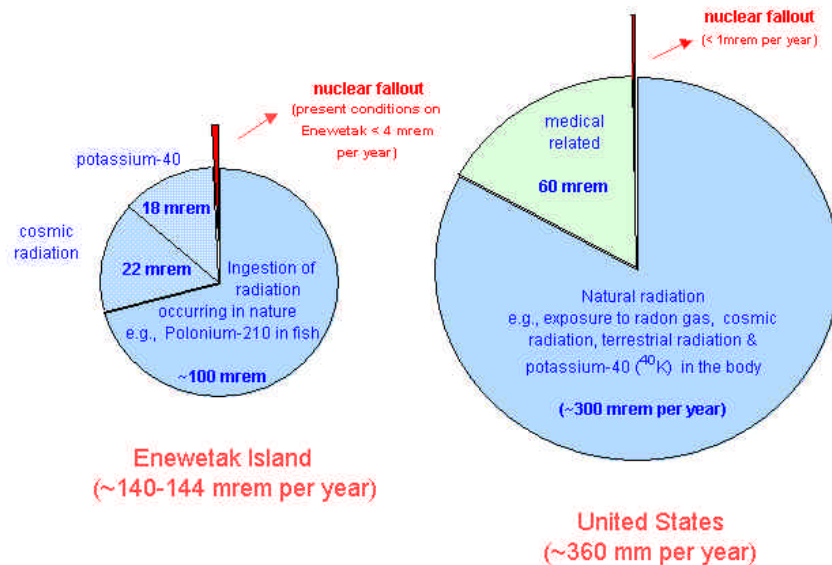 nuclear fallout
(present conditions on
Enewetak < 4 mrem
per year)
potassium-40
18 mrem
cosmic
radiation
22 mrem
Ingestion of
radiation
occurring in nature
e.g., Polonium-210 in fish
~100 mrem
Enewetak Island
(~140-144 mrem per year)
nuclear fallout
(< 1mrem per year)
medical
related
60 mrem
Natural radiation
e.g., exposure to radon gas, cosmic
radiation, terrestrial radiation &
potassium-40 (⁴⁰K) in the body
(~300 mrem per year)
United States
(~360 mm per year)